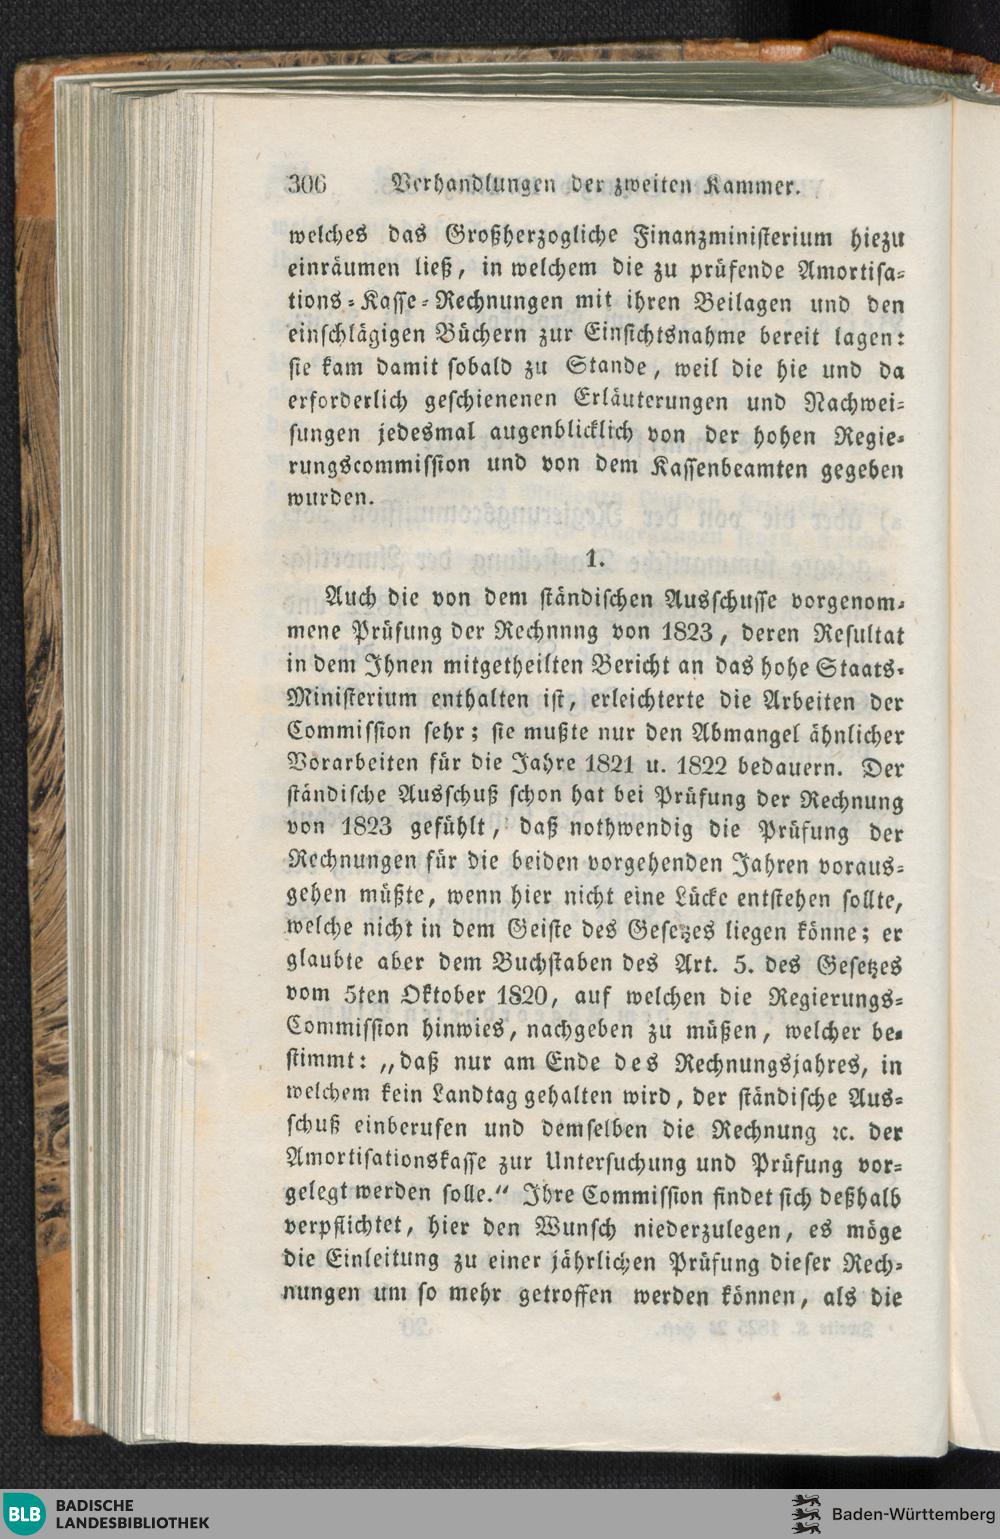 306 Verhandlungen der zweiten Kammer.
welches das Großherzogliche Finanzministerium hiezu
einräumen ließ, in welchem die zu prüfende Amortisa-
tions-Kasse-Rechnungen mit ihren Beilagen und den
einschlägigen Büchern zur Einsichtsnahme bereit lagen:
sie kam damit sobald zu Stande, weil die hie und da
erforderlich geschienenen Erläuterungen und Nachwei-
sungen jedesmal augenblicklich von der hohen Regie-
rungscommission und von dem Kassenbeamten gegeben
wurden.
1.
Auch die von dem ständischen Ausschusse vorgenom-
mene Prüfung der Rechnnng von 1823, deren Resultat
in dem Ihnen mitgetheilten Bericht an das hohe Staats-
Ministerium enthalten ist, erleichterte die Arbeiten der
Commission sehr; sie mußte nur den Abmangel ähnlicher
Vorarbeiten für die Jahre 1821 u. 1822 bedauern. Der
ständische Ausschuß schon hat bei Prüfung der Rechnung
von 1823 gefühlt, daß nothwendig die Prüfung der
Rechnungen für die beiden vorgehenden Jahren voraus-
gehen müßte, wenn hier nicht eine Lücke entstehen sollte,
welche nicht in dem Geiste des Gesetzes liegen könne; er
glaubte aber dem Buchstaben des Art. 5. des Gesetzes
vom 5ten Oktober 1820, auf welchen die Regierungs-
Commission hinwies, nachgeben zu müßen, welcher be-
stimmt: „daß nur am Ende des Rechnungsjahres, in
welchem kein Landtag gehalten wird, der ständische Aus-
schuß einberufen und demselben die Rechnung ꝛc. der
Amortisationskasse zur Untersuchung und Prüfung vor-
gelegt werden solle.“ Ihre Commission findet sich deßhalb
verpflichtet, hier den Wunsch niederzulegen, es möge
die Einleitung zu einer jährlichen Prüfung dieser Rech-
nungen um so mehr getroffen werden können, als die
BLB BADISCHE
LANDESBIBLIOTHEK
Baden-Württemberg